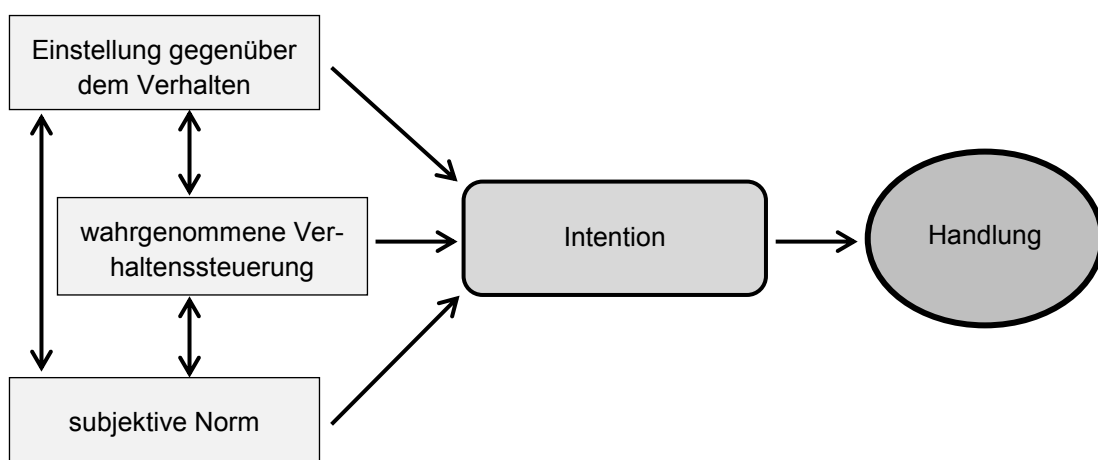 Einstellung gegenüber
dem Verhalten
wahrgenommene Ver-
haltenssteuerung
Intention
Handlung
subjektive Norm